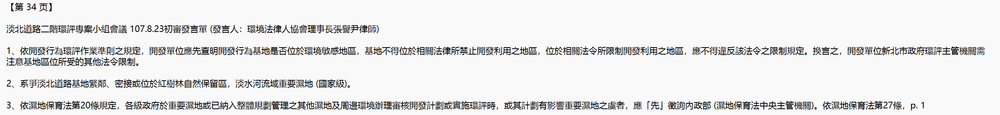 【第 34 页】
淡北道路二階環評專案小組會議 107.8.23初審發言單 (發言人：環境法律人協會理事長張譽尹律師)
1、依開發行為環評作業準則之規定，開發單位應先查明開發行為基地是否位於環境敏感地區，基地不得位於相關法律所禁止開發利用之地區，位於相關法令所限制開發利用之地區，應不得違反該法令之限制規定。換言之，開發單位新北市政府環評主管機關需
注意基地區位所受的其他法令限制。
2、系爭淡北道路基地緊鄰、密接或位於紅樹林自然保留區，淡水河流域重要濕地 (國家級)。
3、依濕地保育法第20條規定，各級政府於重要濕地或已納入整體規劃管理之其他濕地及周邊環境辦理審核開發計劃或實施環評時，或其計劃有影響重要濕地之虞者，應「先」徵詢內政部 (濕地保育法中央主管機關)。依濕地保育法第27條，p. 1